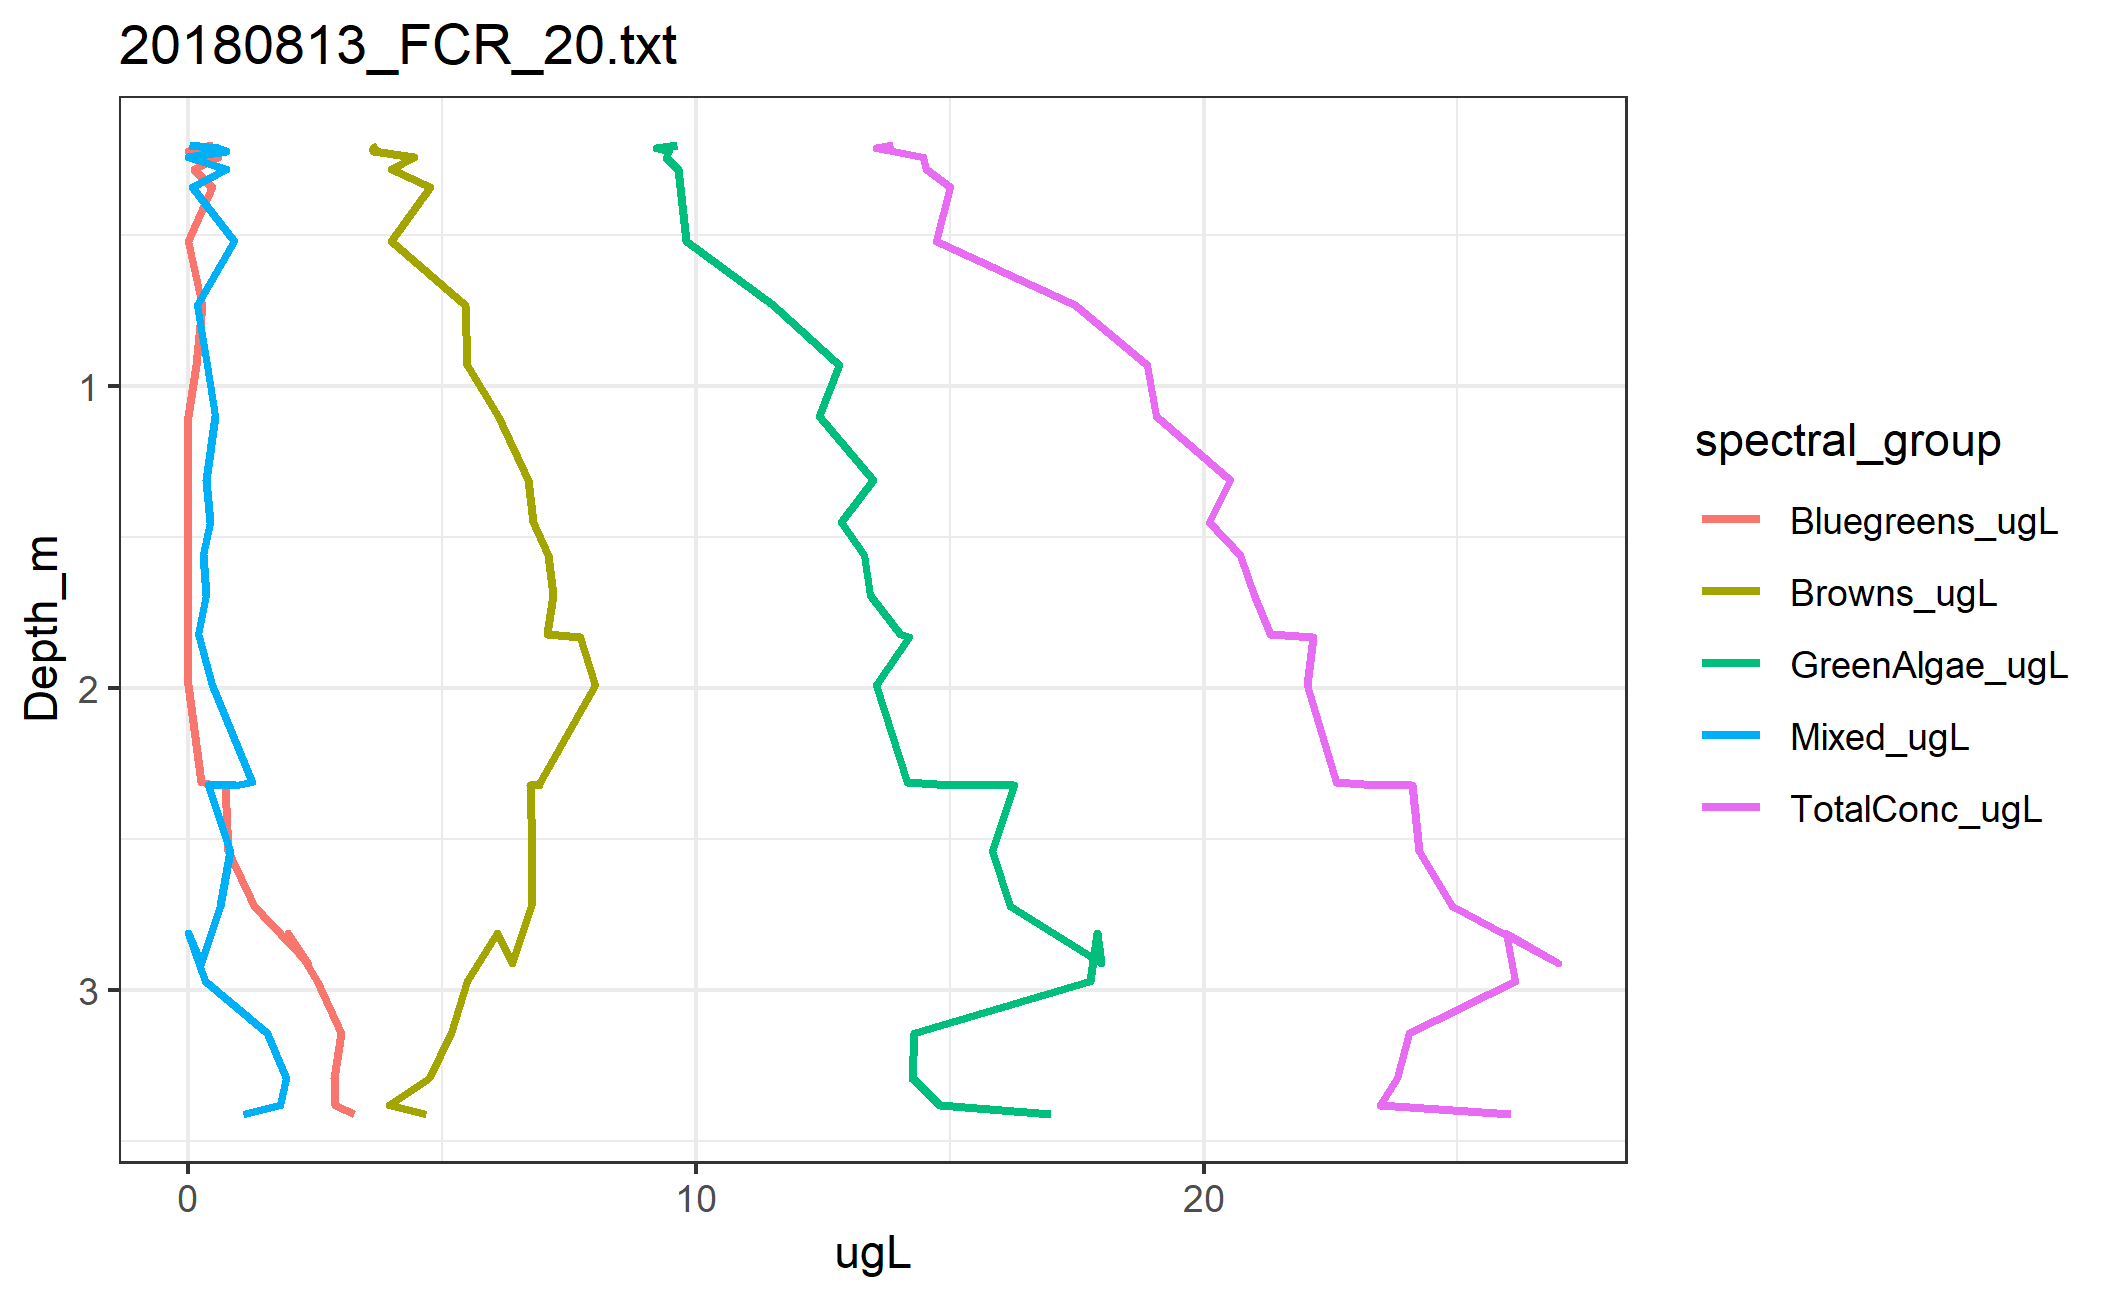 20180813_FCR_20.txt
Depth_m
1
2
3
0
10
20
ugL
spectral_group
Bluegreens_ugL
Browns_ugL
GreenAlgae_ugL
Mixed_ugL
TotalConc_ugL